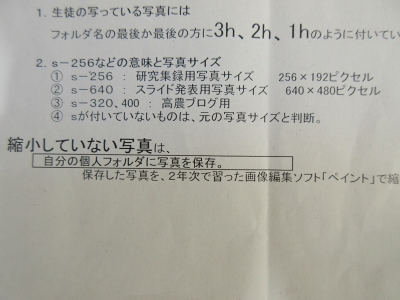 1. 生徒の写っている写真には
フォルダ名の最後か最後の方に3h、2h、1hのように付いてい
2. s-256などの意味と写真サイズ
① s-256 : 研究集録用写真サイズ 256×192ピクセル
② s-640 : スライド発表用写真サイズ 640×480ピクセル
③ s-320、400 : 高農ブログ用
④ sが付いていないものは、元の写真サイズと判断。
縮小していない写真は、
自分の個人フォルダに写真を保存。
保存した写真を、2年次で習った画像編集ソフト「ペイント」で縮